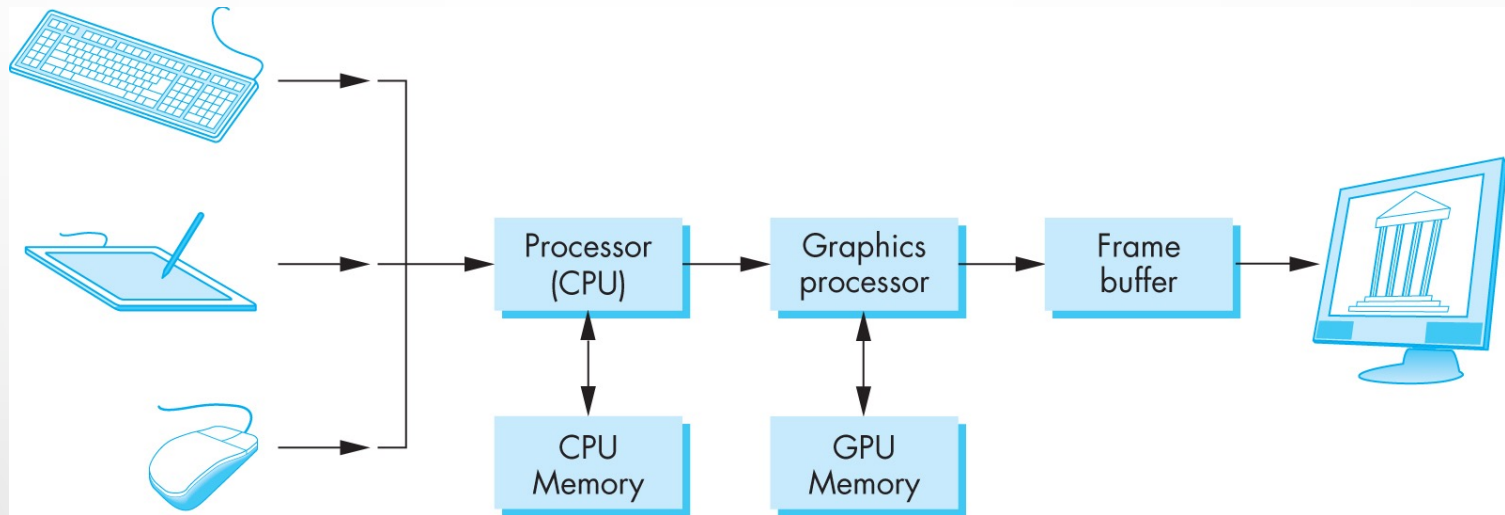 Processor
(CPU)
Graphics
processor
Frame
buffer
CPU
Memory
GPU
Memory